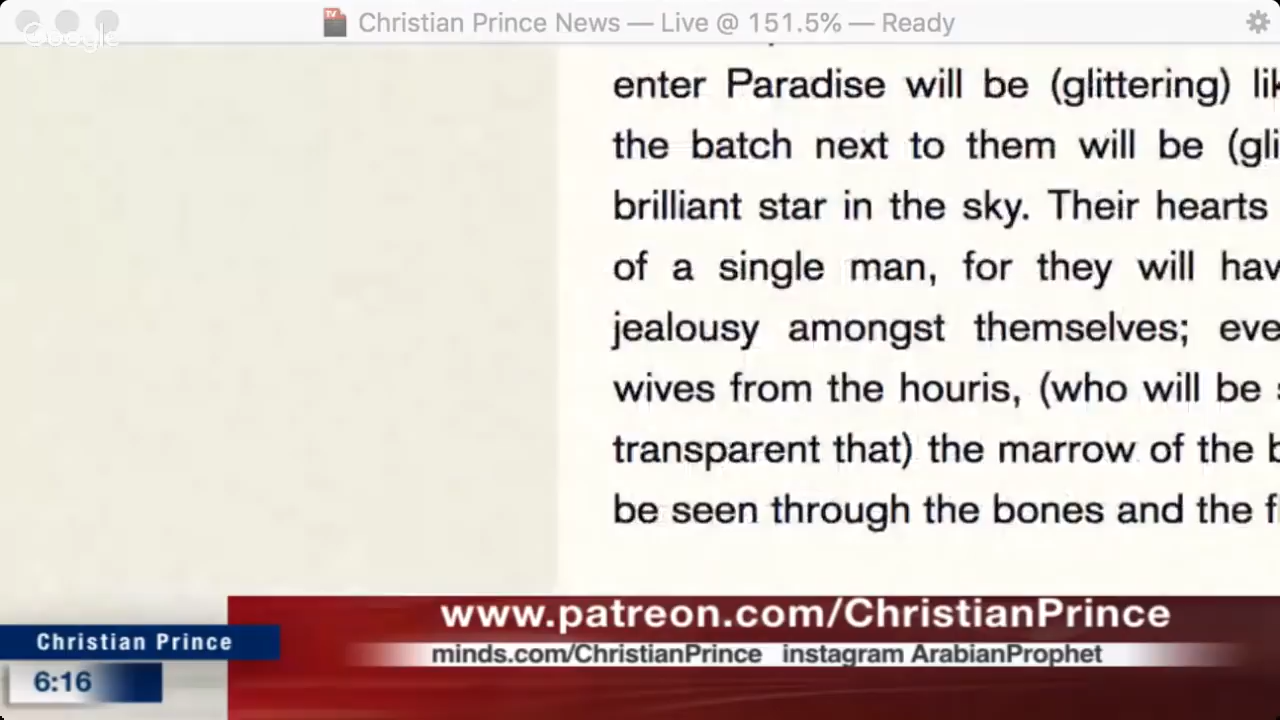 Google
Christian Prince News — Live @ 151.5% — Ready
enter Paradise will be (glittering)
the batch next to them will be
brilliant star in the sky. Their hearts
of a single man, for they will
jealousy amongst themselves;
wives from the houris, (who will be
transparent that) the marrow of the
be seen through the bones and the
www.patreon.com/ChristianPrince
minds.com/ChristianPrince instagram ArabianProphet
Christian Prince
6:16